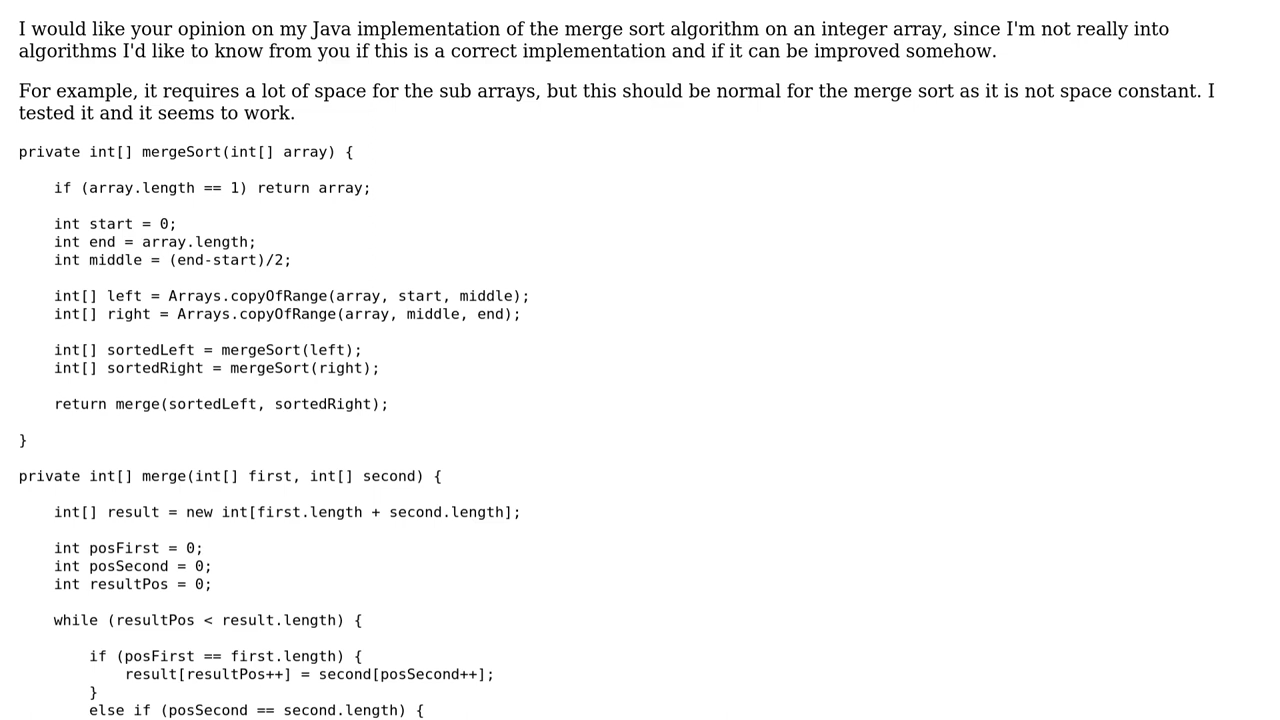 I would like your opinion on my Java implementation of the merge sort algorithm on an integer array, since I'm not really into
algorithms I'd like to know from you if this is a correct implementation and if it can be improved somehow.
For example, it requires a lot of space for the sub arrays, but this should be normal for the merge sort as it is not space constant. I
tested it and it seems to work.
private int[] mergeSort(int[] array) {
    if (array.length == 1) return array;
    int start = 0;
    int end = array.length;
    int middle = (end-start)/2;
    int[] left = Arrays.copyOfRange(array, start, middle);
    int[] right = Arrays.copyOfRange(array, middle, end);
    int[] sortedLeft = mergeSort(left);
    int[] sortedRight = mergeSort(right);
    return merge(sortedLeft, sortedRight);
}
private int[] merge(int[] first, int[] second) {
    int[] result = new int[first.length + second.length];
    int posFirst = 0;
    int posSecond = 0;
    int resultPos = 0;
    while (resultPos < result.length) {
        if (posFirst == first.length) {
            result[resultPos++] = second[posSecond++];
        }
        else if (posSecond == second.length) {